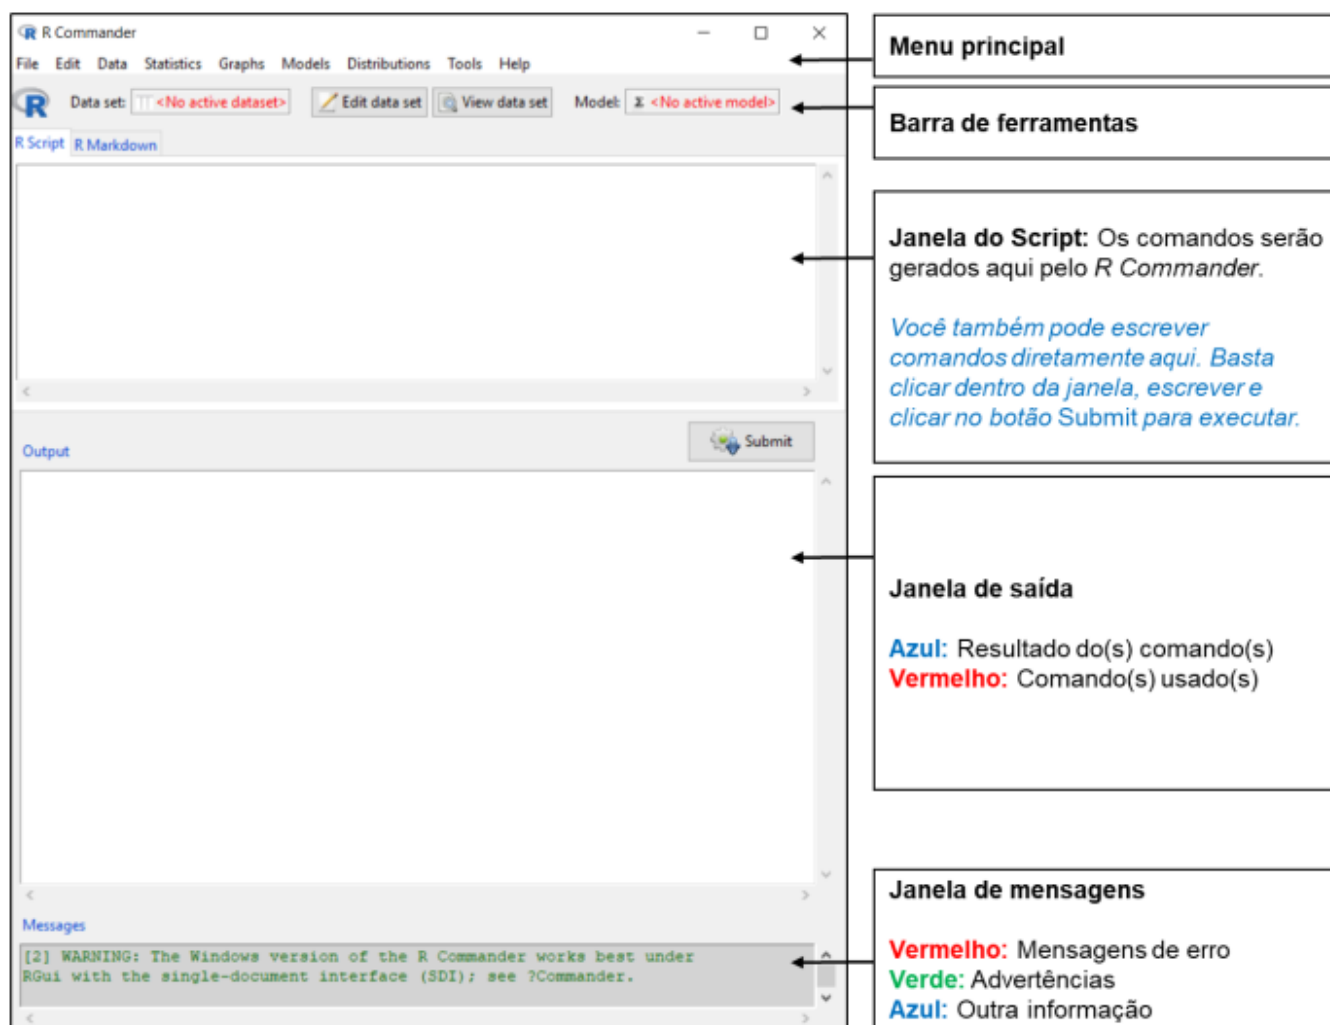 R Commander
File Edit Data Statistics Graphs Models Distributions Tools Help
Data set: <No active dataset> Edit data set View data set Model: Σ <No active model>
R Script R Markdown
Submit
Output
Messages
[2] WARNING: The Windows version of the R Commander works best under
RGui with the single-document interface (SDI); see ?Commander.
Menu principal
Barra de ferramentas
Janela do Script: Os comandos serão
gerados aqui pelo R Commander.
Você também pode escrever
comandos diretamente aqui. Basta
clicar dentro da janela, escrever e
clicar no botão Submit para executar.
Janela de saída
Azul: Resultado do(s) comando(s)
Vermelho: Comando(s) usado(s)
Janela de mensagens
Vermelho: Mensagens de erro
Verde: Advertências
Azul: Outra informação